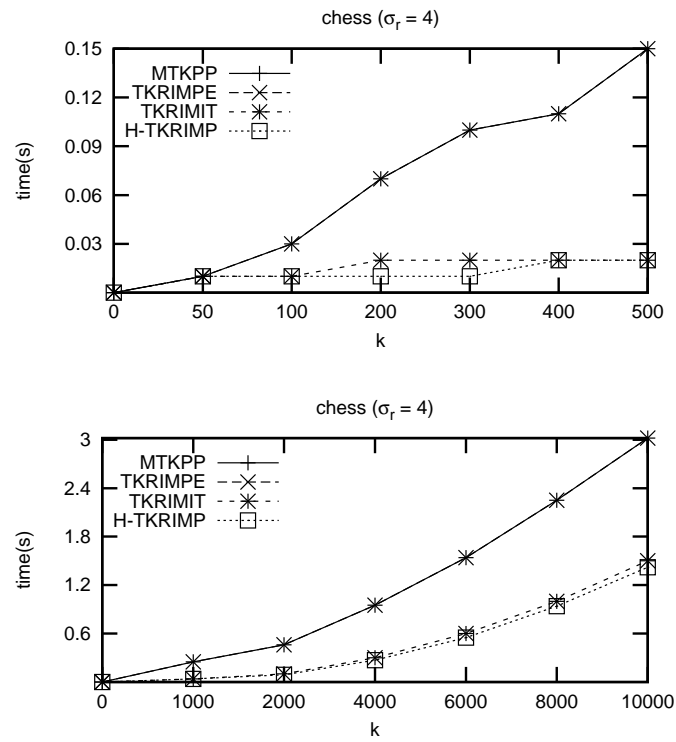 chess (σr = 4)
0.15
0.12
0.09
0.06
0.03
time(s)
MTKPP
TKRIMPE
TKRIMIT
H-TKRIMP
0 50 100 200 300 400 500
k
chess (σr = 4)
3
2.4
1.8
1.2
0.6
time(s)
MTKPP
TKRIMPE
TKRIMIT
H-TKRIMP
0 1000 2000 4000 6000 8000 10000
k